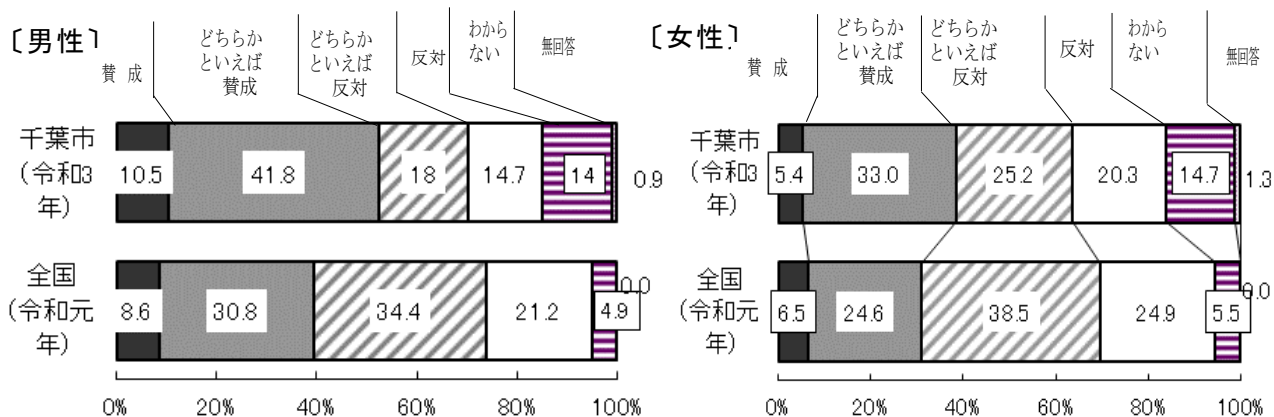 〔男性〕
賛 成
どちらか
といえば
賛成
どちらか
といえば
反対
反対
わから
ない
無回答
千葉市
(令和3
年)
10.5
41.8
18
14.7
14
0.9
全国
(令和元
年)
8.6
30.8
34.4
21.2
4.9
0.0
0%
20%
40%
60%
80%
100%
〔女性〕
賛 成
どちらか
といえば
賛成
どちらか
といえば
反対
反対
わから
ない
無回答
千葉市
(令和3
年)
5.4
33.0
25.2
20.3
14.7
1.3
全国
(令和元
年)
6.5
24.6
38.5
24.9
5.5
0.0
0%
20%
40%
60%
80%
100%